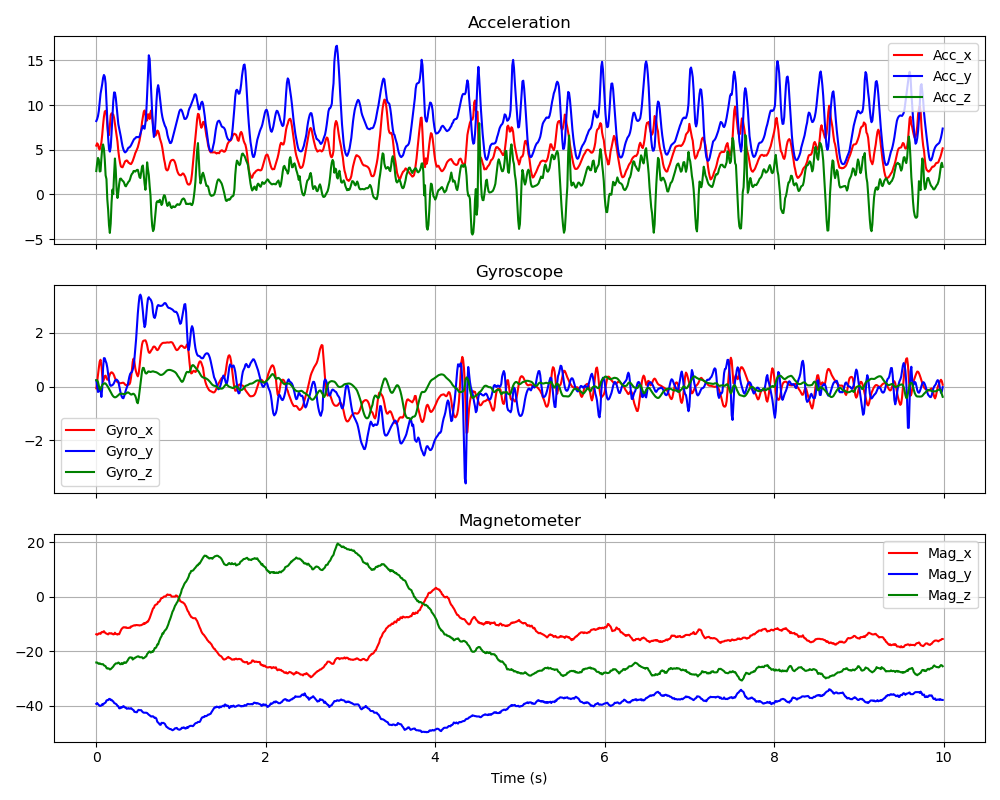 Acceleration
15
10
5
0
−5
Acc_x
Acc_y
Acc_z
Gyroscope
2
0
−2
Gyro_x
Gyro_y
Gyro_z
Magnetometer
20
0
−20
−40
Mag_x
Mag_y
Mag_z
0 2 4 6 8 10
Time (s)